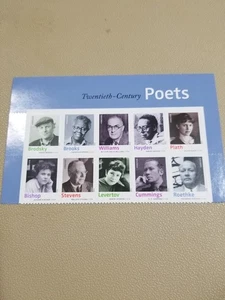 Twentieth-Century Poets
Brodsky Brooks Williams Hayden Plath
Bishop Stevens Levertov Cummings Roethke